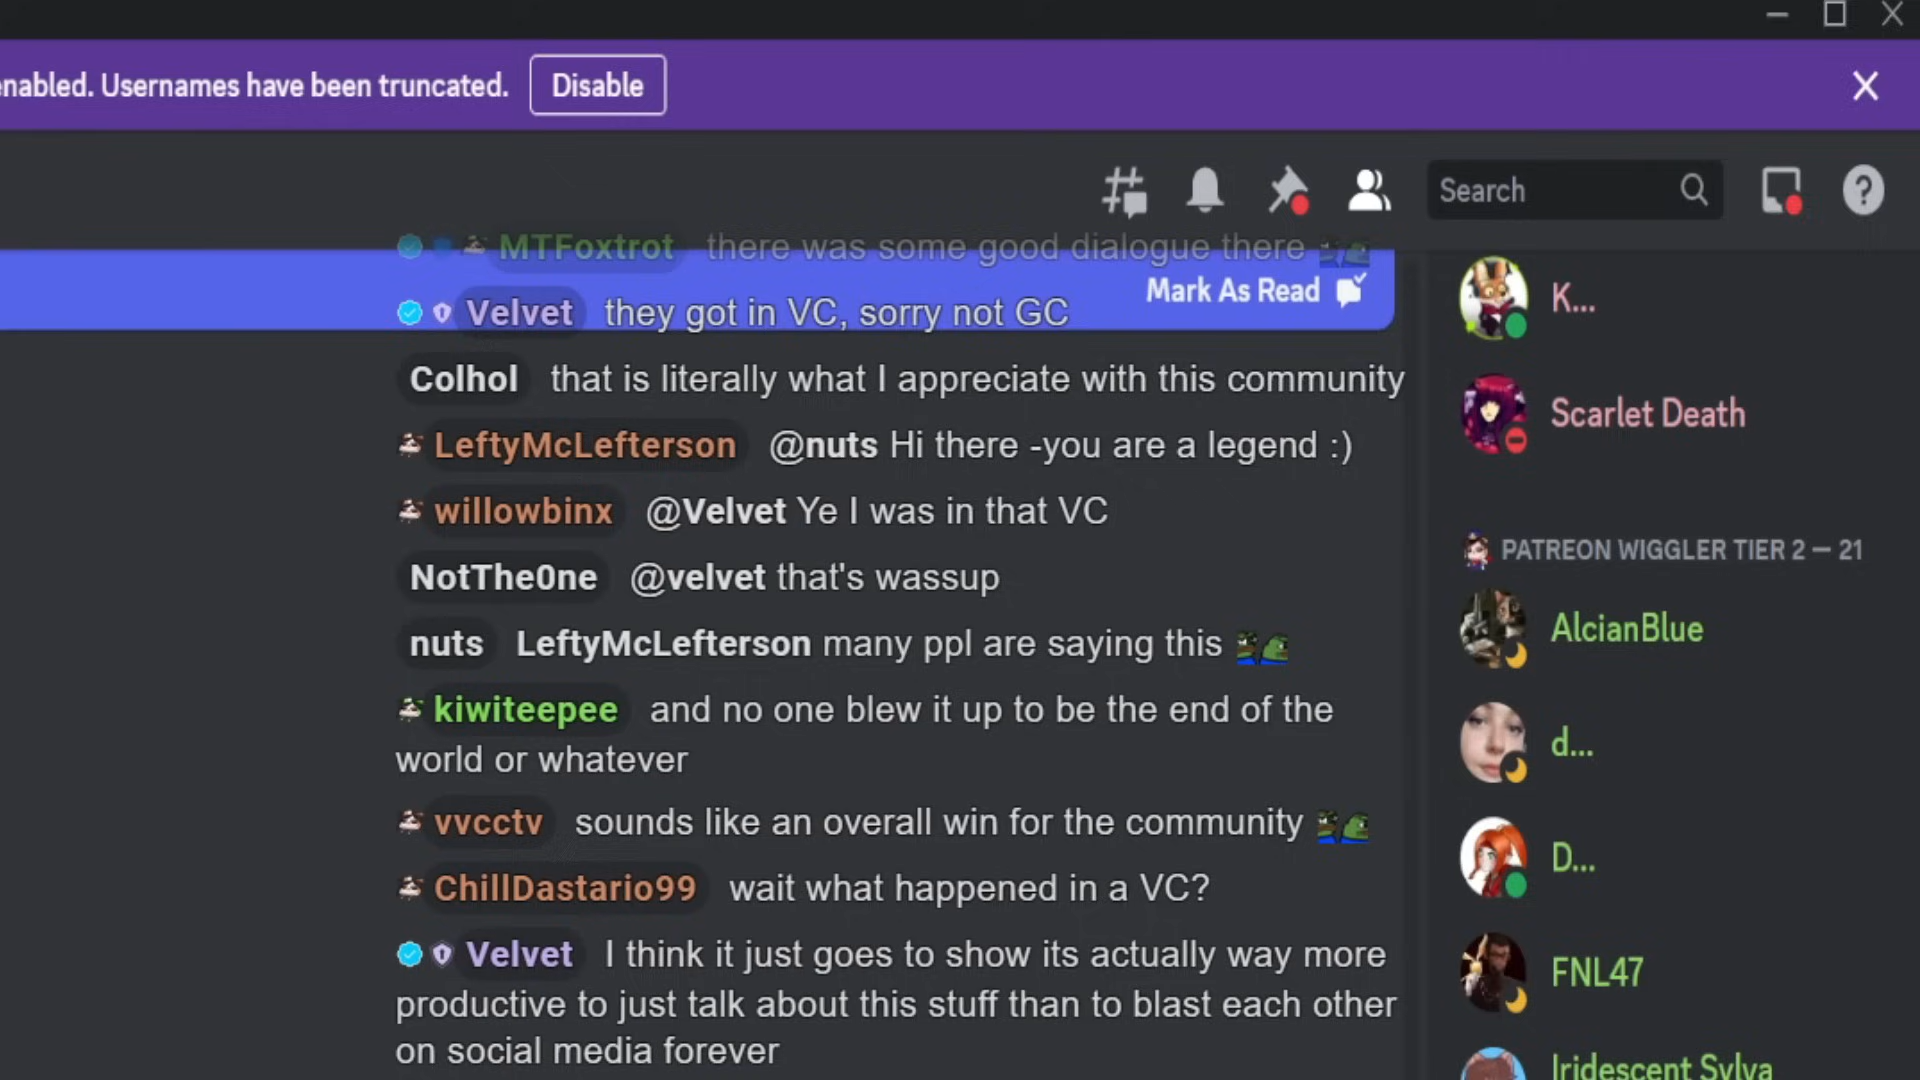 enabled. Usernames have been truncated. Disable
Search
MTFoxtrot there was some good dialogue there
Mark As Read
Velvet they got in VC, sorry not GC
Colhol that is literally what I appreciate with this community
LeftyMcLefterson @nuts Hi there -you are a legend :)
willowbinx @Velvet Ye I was in that VC
NotThe0ne @velvet that's wassup
nuts LeftyMcLefterson many ppl are saying this
kiwiteepee and no one blew it up to be the end of the
world or whatever
vvcctv sounds like an overall win for the community
ChillDastario99 wait what happened in a VC?
Velvet I think it just goes to show its actually way more
productive to just talk about this stuff than to blast each other
on social media forever
K...
Scarlet Death
PATREON WIGGLER TIER 2 — 21
AlcianBlue
d...
D...
FNL47
Iridescent Sylva